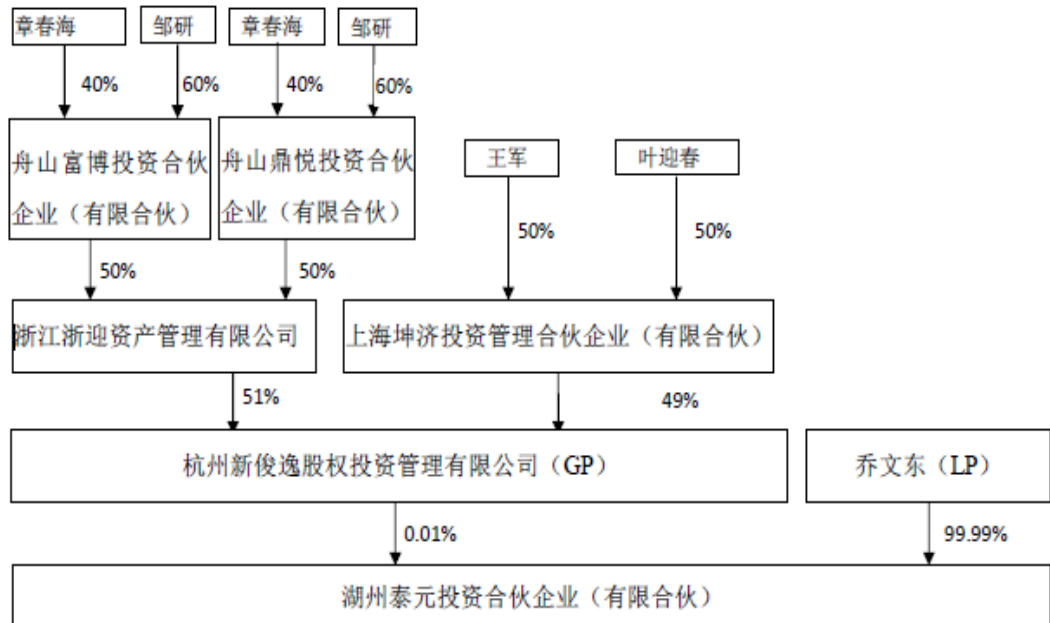 章春海
邹研
章春海
邹研
40%
60%
40%
60%
舟山富博投资合伙
企业（有限合伙）
舟山鼎悦投资合伙
企业（有限合伙）
王军
叶迎春
50%
50%
50%
50%
浙江浙迎资产管理有限公司
上海坤济投资管理合伙企业（有限合伙）
51%
49%
杭州新俊逸股权投资管理有限公司（GP）
乔文东（LP）
0.01%
99.99%
湖州泰元投资合伙企业（有限合伙）